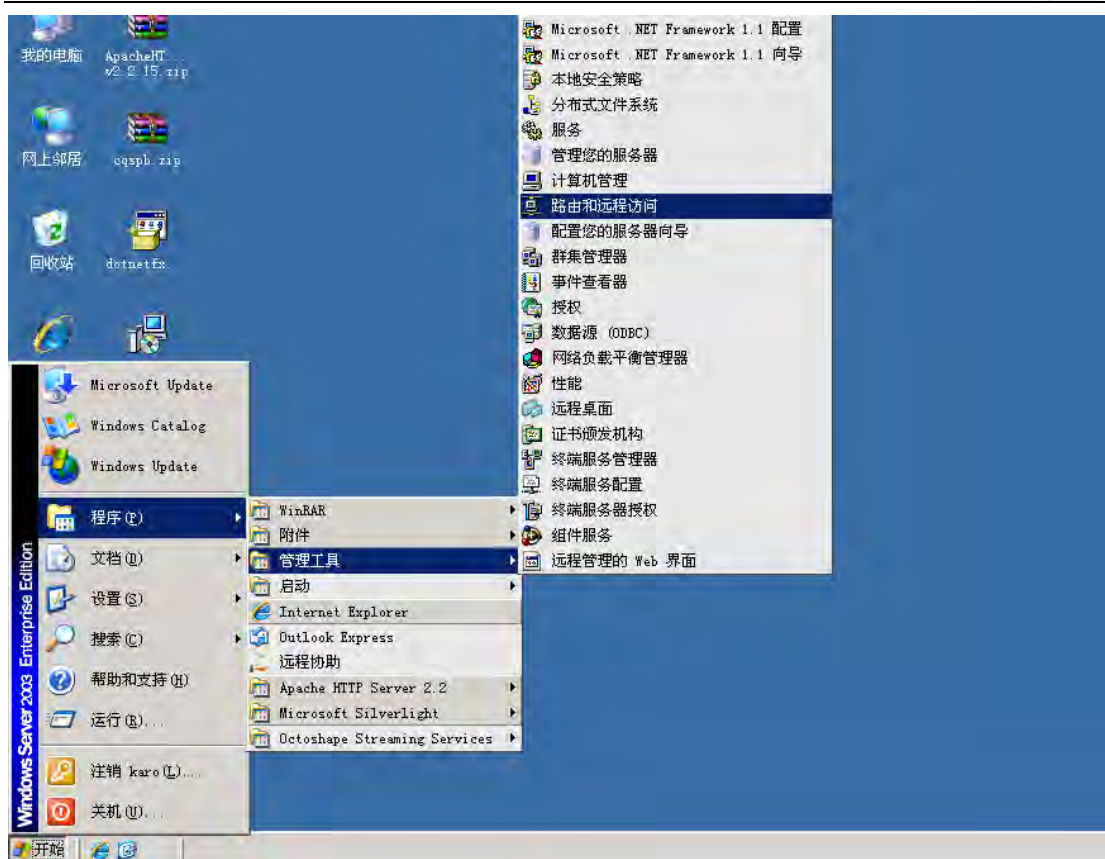 我的电脑
ApacheHT...
v2.2.15.zip
网上邻居
cqspb.zip
回收站
dotnetfx
Microsoft .NET Framework 1.1 配置
Microsoft .NET Framework 1.1 向导
本地安全策略
分布式文件系统
服务
管理您的服务器
计算机管理
路由和远程访问
配置您的服务器向导
群集管理器
事件查看器
授权
数据源 (ODBC)
网络负载平衡管理器
性能
远程桌面
证书颁发机构
终端服务管理器
终端服务配置
终端服务器授权
组件服务
远程管理的 Web 界面
Microsoft Update
Windows Catalog
Windows Update
程序(P)
文档(D)
设置(S)
搜索(C)
帮助和支持(H)
运行(R)...
注销 karo(L)...
关机(U)...
WinRAR
附件
管理工具
启动
Internet Explorer
Outlook Express
远程协助
Apache HTTP Server 2.2
Microsoft Silverlight
Octoshape Streaming Services
Windows Server 2003 Enterprise Edition
开始